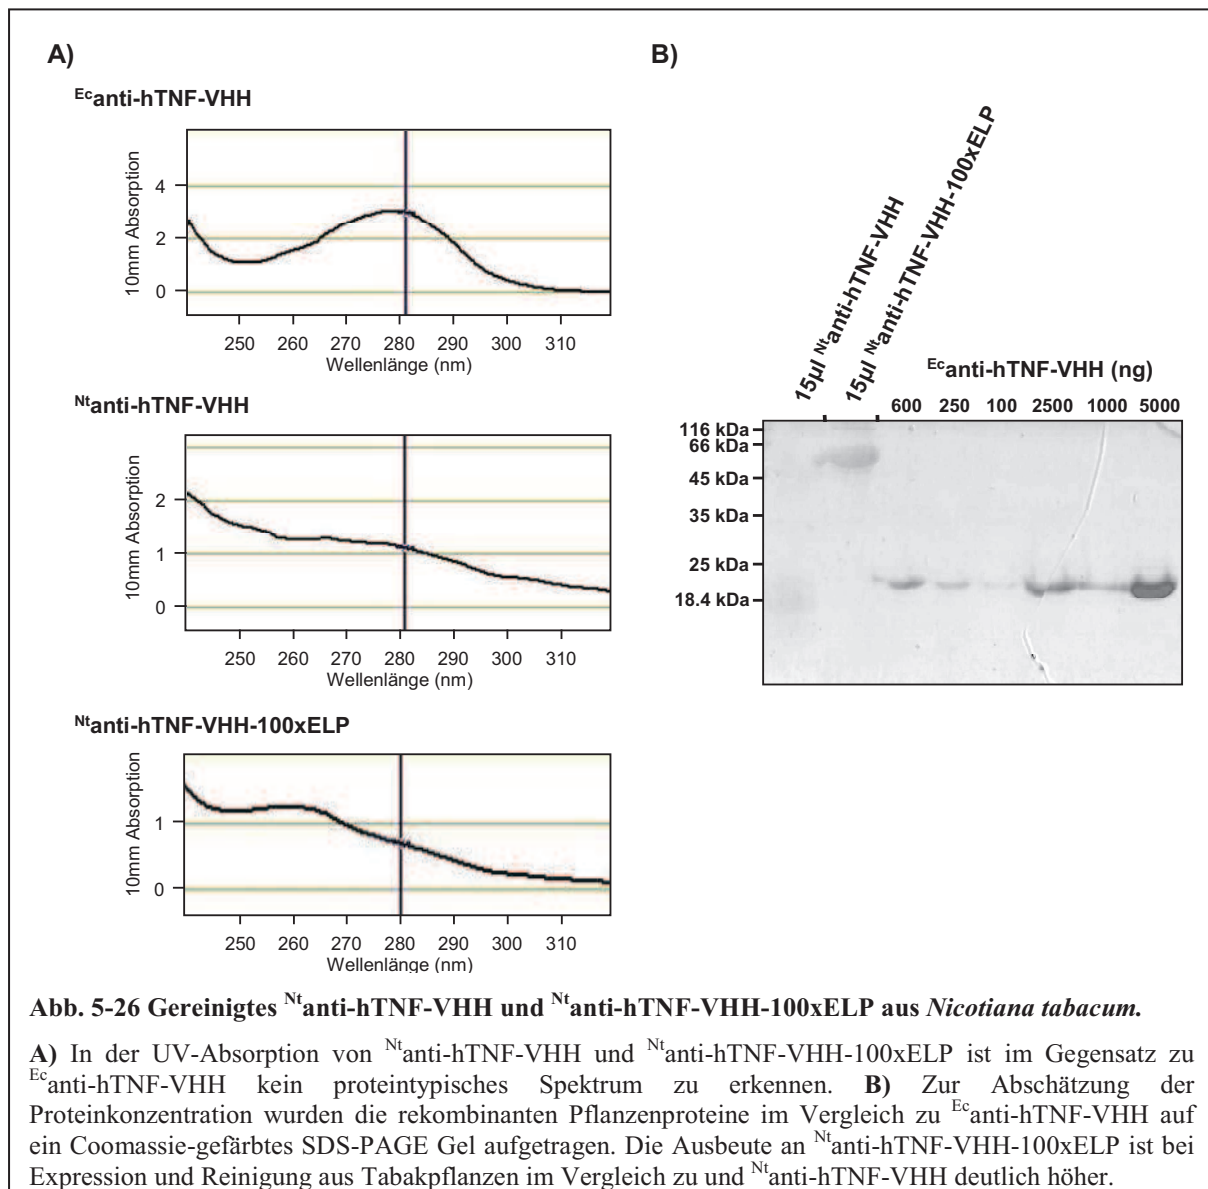 A)
Ecanti-hTNF-VHH
10mm Absorption
4
2
0
250 260 270 280 290 300 310
Wellenlänge (nm)
Ntanti-hTNF-VHH
10mm Absorption
2
1
0
250 260 270 280 290 300 310
Wellenlänge (nm)
Ntanti-hTNF-VHH-100xELP
10mm Absorption
1
0
250 260 270 280 290 300 310
Wellenlänge (nm)
B)
15µl Ntanti-hTNF-VHH
15µl Ntanti-hTNF-VHH-100xELP
Ecanti-hTNF-VHH (ng)
600 250 100 2500 1000 5000
116 kDa
66 kDa
45 kDa
35 kDa
25 kDa
18.4 kDa
Abb. 5-26 Gereinigtes Ntanti-hTNF-VHH und Ntanti-hTNF-VHH-100xELP aus Nicotiana tabacum.
A) In der UV-Absorption von Ntanti-hTNF-VHH und Ntanti-hTNF-VHH-100xELP ist im Gegensatz zu
Ecanti-hTNF-VHH kein proteintypisches Spektrum zu erkennen. B) Zur Abschätzung der
Proteinkonzentration wurden die rekombinanten Pflanzenproteine im Vergleich zu Ecanti-hTNF-VHH auf
ein Coomassie-gefärbtes SDS-PAGE Gel aufgetragen. Die Ausbeute an Ntanti-hTNF-VHH-100xELP ist bei
Expression und Reinigung aus Tabakpflanzen im Vergleich zu und Ntanti-hTNF-VHH deutlich höher.